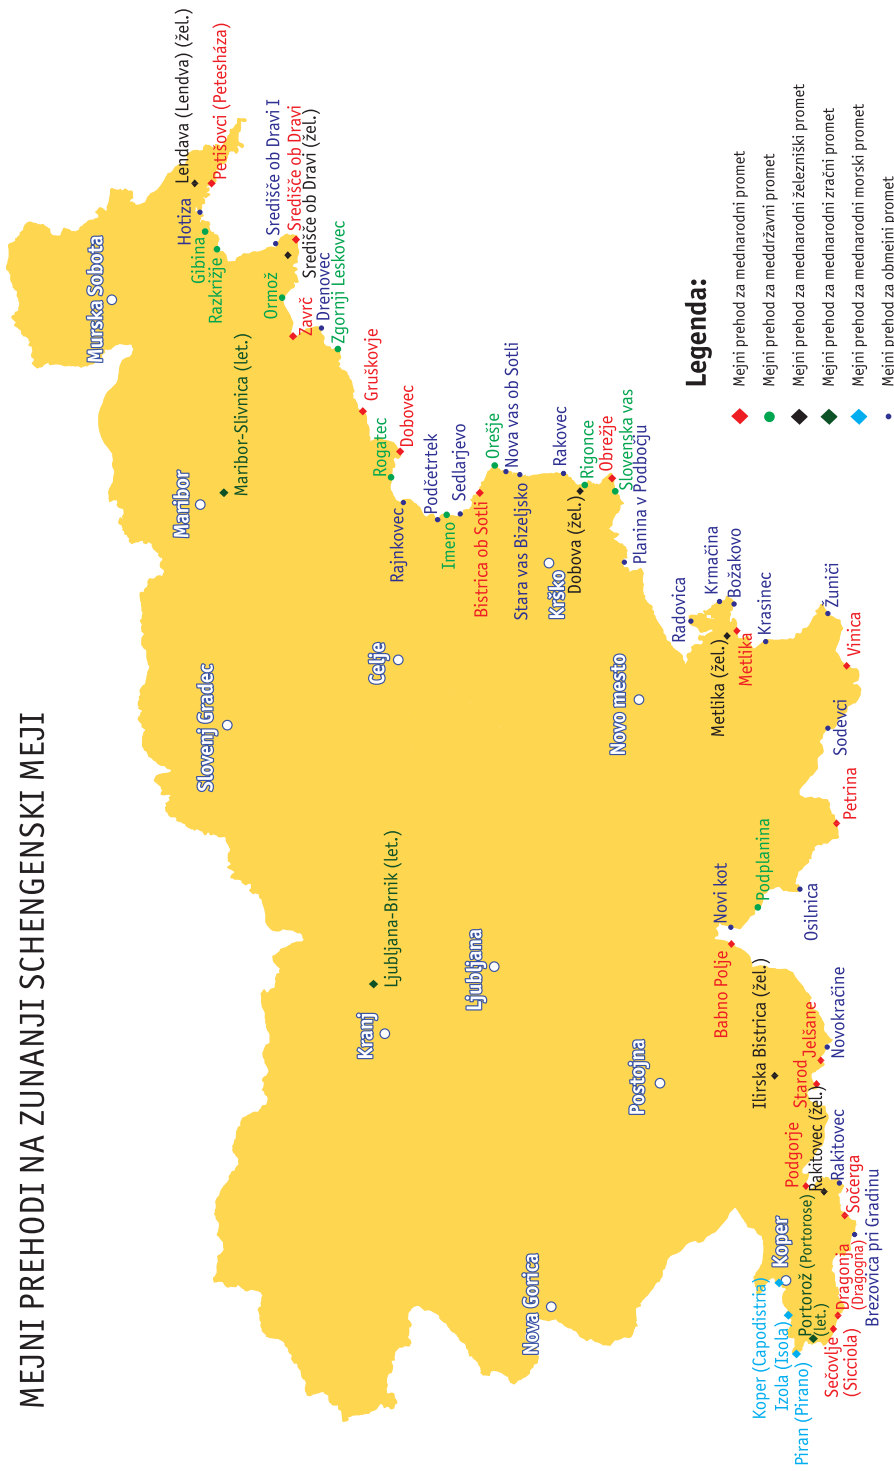 MEJNI PREHODI NA ZUNANJI SCHENGENSKI MEJI
Murska Sobota
Lendava (Lendva) (žel.)
Petišovci (Petesháza)
Hotiza
Gibina
Razkrižje
Središče ob Dravi I
Središče ob Dravi
Središče ob Dravi (žel.)
Ormož
Zavrč
Drenovec
Zgornji Leskovec
Maribor
Maribor-Slivnica (let.)
Gruškovje
Dobovec
Rogatec
Rajnkovec
Podčetrtek
Imeno
Sedlarjevo
Bistrica ob Sotli
Orešje
Nova vas ob Sotli
Stara vas Bizeljsko
Rakovec
Krško
Dobova (žel.)
Rigonce
Obrežje
Slovenska vas
Planina v Podbočju
Slovenj Gradec
Celje
Novo mesto
Radovica
Krmačina
Božakovo
Metlika (žel.)
Metlika
Krasinec
Žuniči
Vinica
Sodevci
Petrina
Podplanina
Osilnica
Novi kot
Babno Polje
Ljubljana-Brnik (let.)
Kranj
Ljubljana
Postojna
Ilirska Bistrica (žel.)
Novokračine
Jelšane
Starod
Podgorje
Rakitovec (žel.)
Rakitovec
Sočerga
Brezovica pri Gradinu
Dragonja
(Dragogna)
Sečovlje
(Sicciola)
Portorož (Portorose)
(let.)
Koper
Koper (Capodistria)
Izola (Isola)
Piran (Pirano)
Nova Gorica
Legenda:
Mejni prehod za mednarodni promet
Mejni prehod za meddržavni promet
Mejni prehod za mednarodni železniški promet
Mejni prehod za mednarodni zračni promet
Mejni prehod za mednarodni morski promet
Mejni prehod za obmejni promet